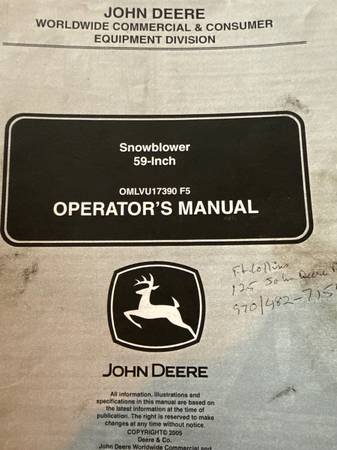 JOHN DEERE
WORLDWIDE COMMERCIAL & CONSUMER
EQUIPMENT DIVISION
Snowblower
59-Inch
OMLVU17390 F5
OPERATOR'S MANUAL
Ft Collins
125 John Deere
970/482-715
JOHN DEERE
All information, illustrations and
specifications in this manual are based on
the latest information at the time of
publication. The right is reserved to make
changes at any time without notice.
COPYRIGHT© 2005
Deere & Co.
John Deere Worldwide Commercial and